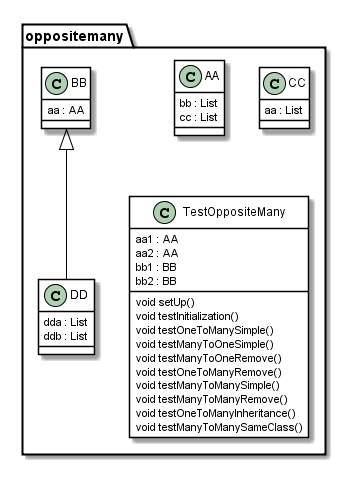 oppositemany
C BB
aa : AA
C AA
bb : List
cc : List
C CC
aa : List
C DD
dda : List
ddb : List
C TestOppositeMany
aa1 : AA
aa2 : AA
bb1 : BB
bb2 : BB
void setUp()
void testInitialization()
void testOneToManySimple()
void testManyToOneSimple()
void testManyToOneRemove()
void testOneToManyRemove()
void testManyToManySimple()
void testManyToManyRemove()
void testOneToManyInheritance()
void testManyToManySameClass()